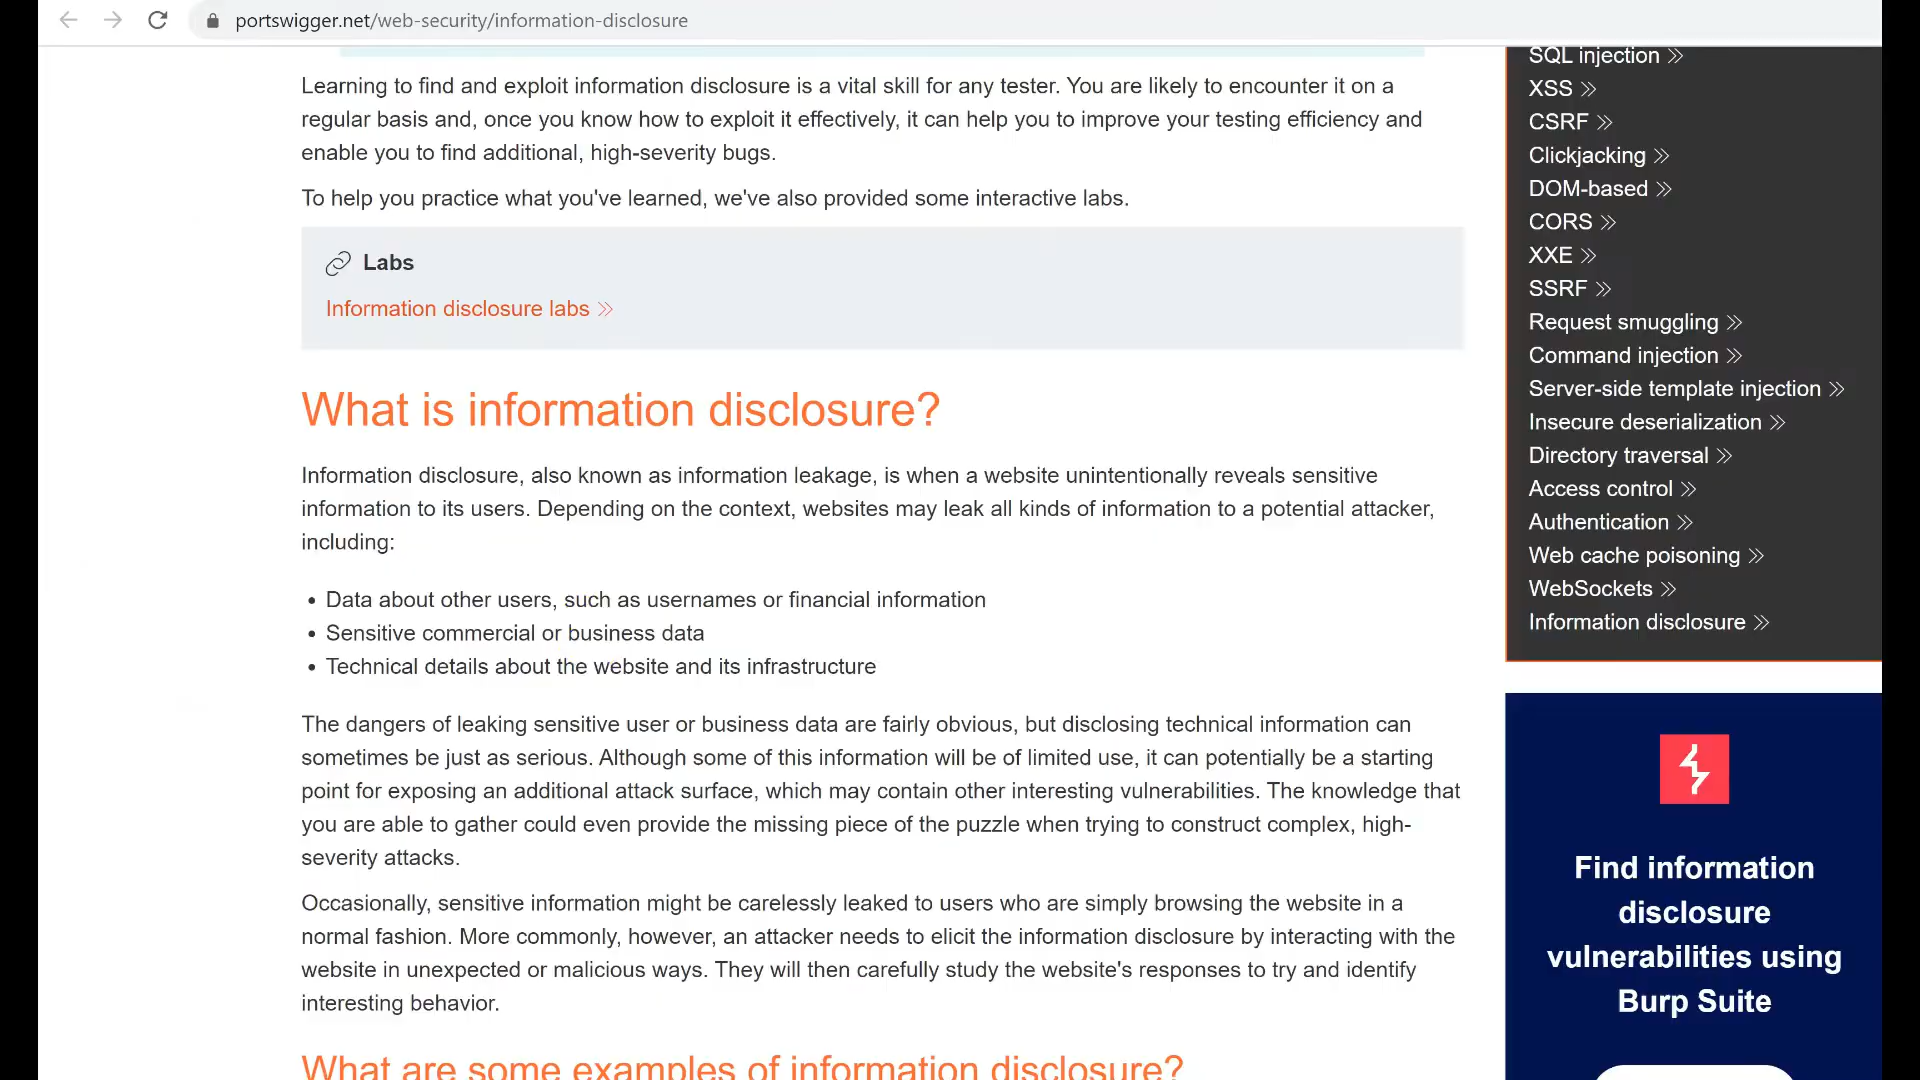 portswigger.net/web-security/information-disclosure
Learning to find and exploit information disclosure is a vital skill for any tester. You are likely to encounter it on a
regular basis and, once you know how to exploit it effectively, it can help you to improve your testing efficiency and
enable you to find additional, high-severity bugs.
To help you practice what you've learned, we've also provided some interactive labs.
Labs
Information disclosure labs
What is information disclosure?
Information disclosure, also known as information leakage, is when a website unintentionally reveals sensitive
information to its users. Depending on the context, websites may leak all kinds of information to a potential attacker,
including:
• Data about other users, such as usernames or financial information
• Sensitive commercial or business data
• Technical details about the website and its infrastructure
The dangers of leaking sensitive user or business data are fairly obvious, but disclosing technical information can
sometimes be just as serious. Although some of this information will be of limited use, it can potentially be a starting
point for exposing an additional attack surface, which may contain other interesting vulnerabilities. The knowledge that
you are able to gather could even provide the missing piece of the puzzle when trying to construct complex, high-
severity attacks.
Occasionally, sensitive information might be carelessly leaked to users who are simply browsing the website in a
normal fashion. More commonly, however, an attacker needs to elicit the information disclosure by interacting with the
website in unexpected or malicious ways. They will then carefully study the website's responses to try and identify
interesting behavior.
What are some examples of information disclosure?
SQL injection
XSS
CSRF
Clickjacking
DOM-based
CORS
XXE
SSRF
Request smuggling
Command injection
Server-side template injection
Insecure deserialization
Directory traversal
Access control
Authentication
Web cache poisoning
WebSockets
Information disclosure
Find information
disclosure
vulnerabilities using
Burp Suite